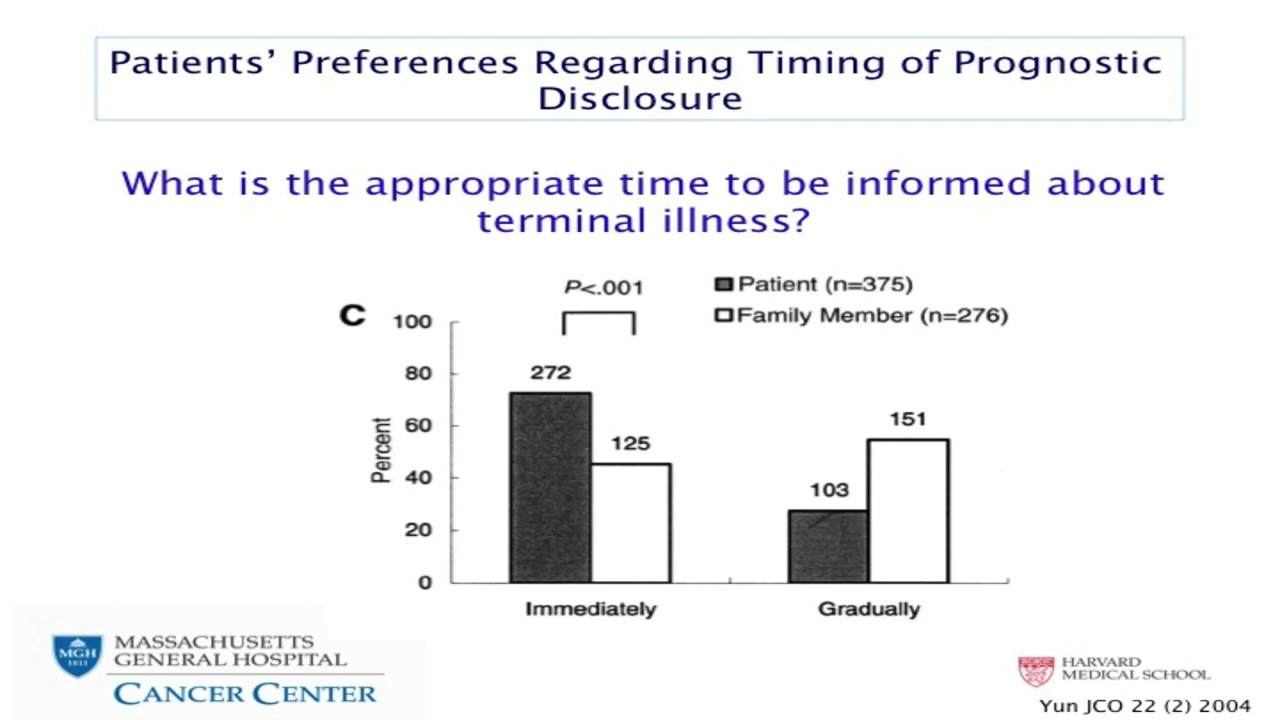 Patients’ Preferences Regarding Timing of Prognostic
Disclosure
What is the appropriate time to be informed about
terminal illness?
P<.001
Patient (n=375)
Family Member (n=276)
C
100
80
60
40
20
0
Percent
272
125
103
151
Immediately
Gradually
MGH
1811
MASSACHUSETTS
GENERAL HOSPITAL
CANCER CENTER
HARVARD
MEDICAL SCHOOL
Yun JCO 22 (2) 2004